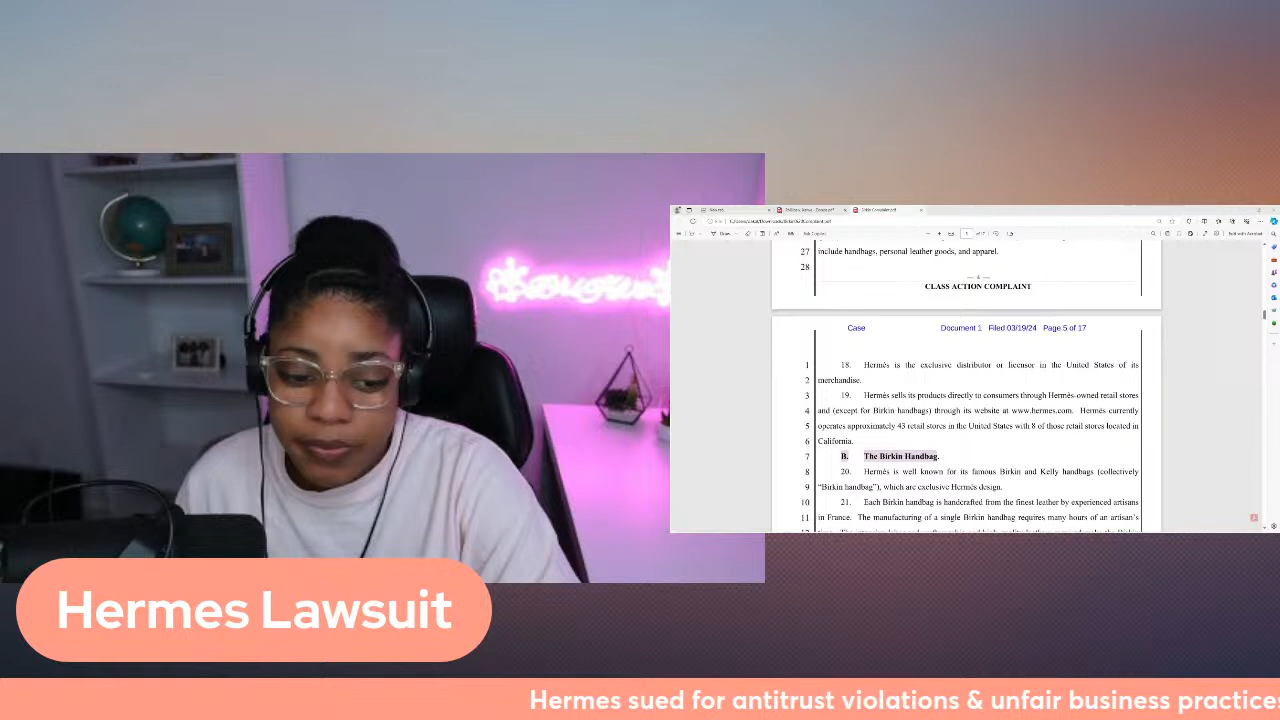 27 include handbags, personal leather goods, and apparel.
28
CLASS ACTION COMPLAINT
Case Document 1 Filed 03/19/24 Page 5 of 17
1 18. Hermès is the exclusive distributor or licensor in the United States of its
2 merchandise.
3 19. Hermès sells its products directly to consumers through Hermès-owned retail stores
4 and (except for Birkin handbags) through its website at www.hermes.com. Hermès currently
5 operates approximately 43 retail stores in the United States with 8 of those retail stores located in
6 California.
7 B. The Birkin Handbag.
8 20. Hermès is well known for its famous Birkin and Kelly handbags (collectively
9 "Birkin handbag"), which are exclusive Hermès design.
10 21. Each Birkin handbag is handcrafted from the finest leather by experienced artisans
11 in France. The manufacturing of a single Birkin handbag requires many hours of an artisan's
Hermes Lawsuit
Hermes sued for antitrust violations & unfair business practices